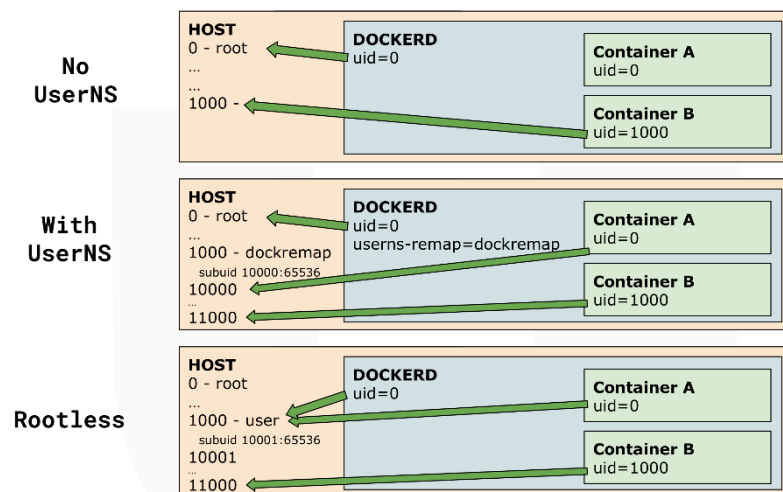 No
UserNS
HOST
0 - root
...
...
1000 -
DOCKERD
uid=0
Container A
uid=0
Container B
uid=1000
With
UserNS
HOST
0 - root
...
1000 - dockremap
subuid 10000:65536
10000
...
11000
DOCKERD
uid=0
userns-remap=dockremap
Container A
uid=0
Container B
uid=1000
Rootless
HOST
0 - root
...
1000 - user
subuid 10001:65536
10001
...
11000
DOCKERD
uid=0
Container A
uid=0
Container B
uid=1000